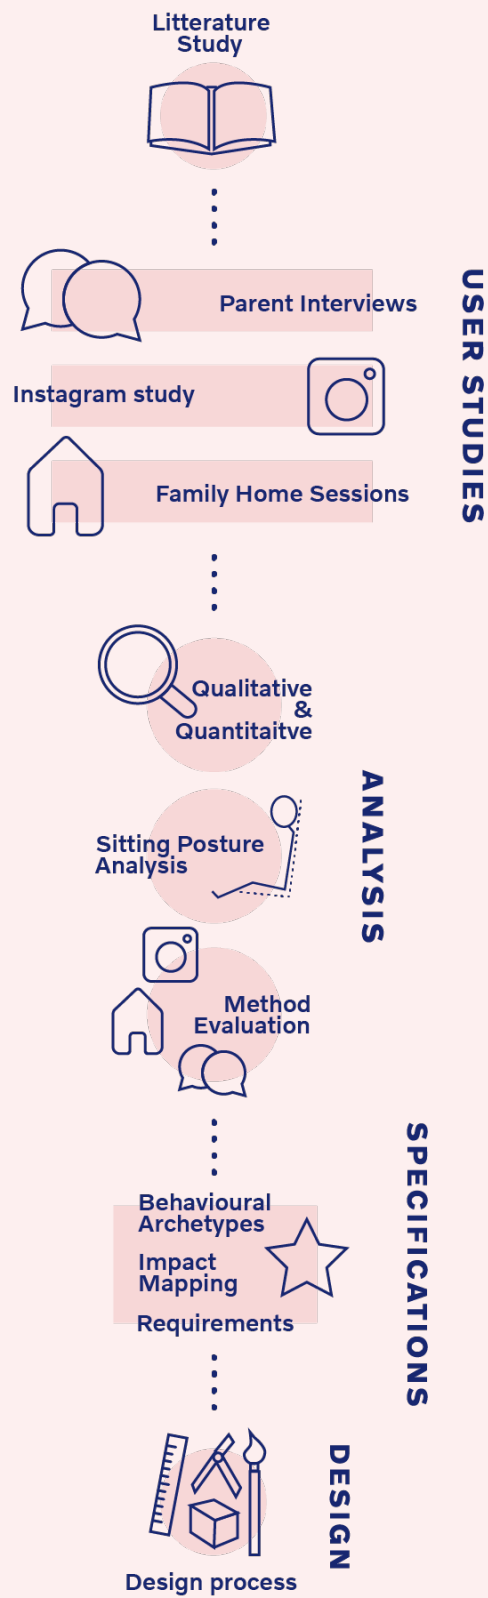 Litterature
Study
Parent Interviews
USER STUDIES
Instagram study
Family Home Sessions
Qualitative
&
Quantitaitve
ANALYSIS
Sitting Posture
Analysis
Method
Evaluation
SPECIFICATIONS
Behavioural
Archetypes
Impact
Mapping
Requirements
DESIGN
Design process